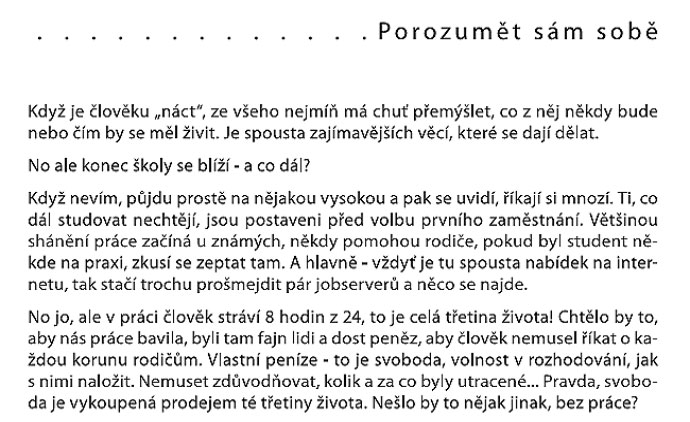 . . . . . . . . . . . . . Porozumět sám sobě
Když je člověku „náct“, ze všeho nejmíň má chuť přemýšlet, co z něj někdy bude
nebo čím by se měl živit. Je spousta zajímavějších věcí, které se dají dělat.
No ale konec školy se blíží - a co dál?
Když nevím, půjdu prostě na nějakou vysokou a pak se uvidí, říkají si mnozí. Ti, co
dál studovat nechtějí, jsou postaveni před volbu prvního zaměstnání. Většinou
shánění práce začíná u známých, někdy pomohou rodiče, pokud byl student ně-
kde na praxi, zkusí se zeptat tam. A hlavně - vždyť je tu spousta nabídek na inter-
netu, tak stačí trochu prošmejdit pár jobserverů a něco se najde.
No jo, ale v práci člověk stráví 8 hodin z 24, to je celá třetina života! Chtělo by to,
aby nás práce bavila, byli tam fajn lidi a dost peněz, aby člověk nemusel říkat o ka-
ždou korunu rodičům. Vlastní peníze - to je svoboda, volnost v rozhodování, jak
s nimi naložit. Nemuset zdůvodňovat, kolik a za co byly utracené... Pravda, svobo-
da je vykoupená prodejem té třetiny života. Nešlo by to nějak jinak, bez práce?